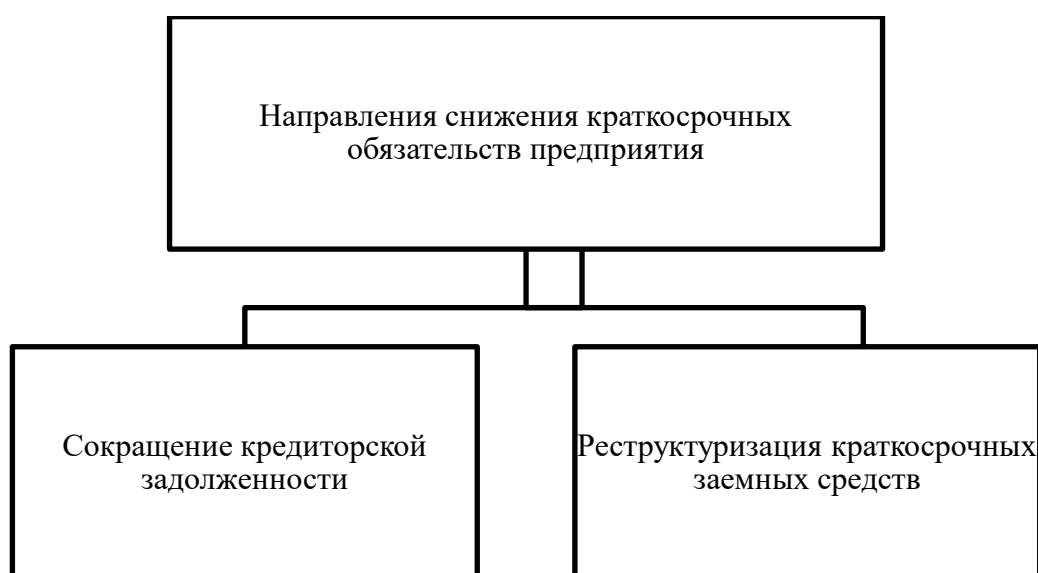 Направления снижения краткосрочных
обязательств предприятия
Сокращение кредиторской
задолженности
Реструктуризация краткосрочных
заемных средств